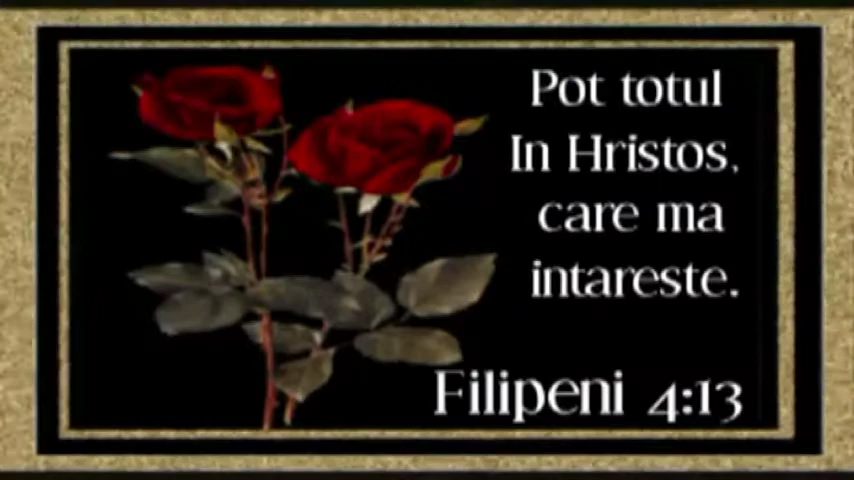 Pot totul
In Hristos,
care ma
intareste.
Filipeni 4:13